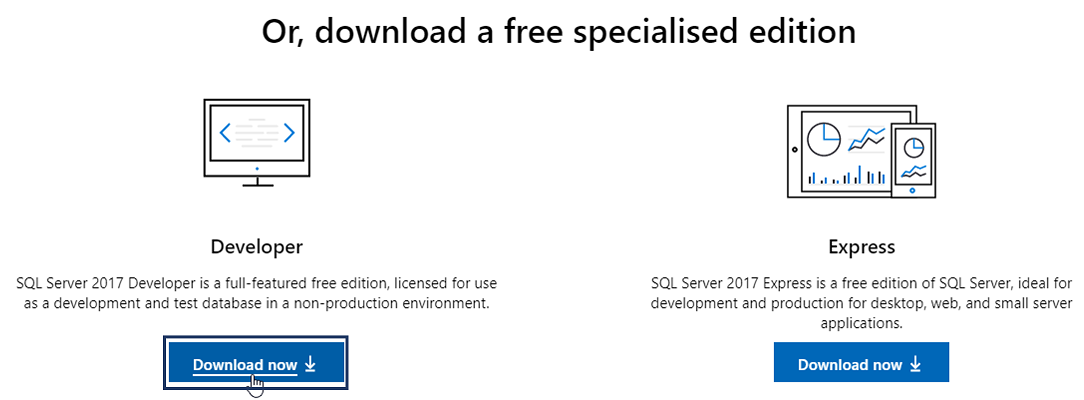 Or, download a free specialised edition
Developer
SQL Server 2017 Developer is a full-featured free edition, licensed for use
as a development and test database in a non-production environment.
Download now
Express
SQL Server 2017 Express is a free edition of SQL Server, ideal for
development and production for desktop, web, and small server
applications.
Download now